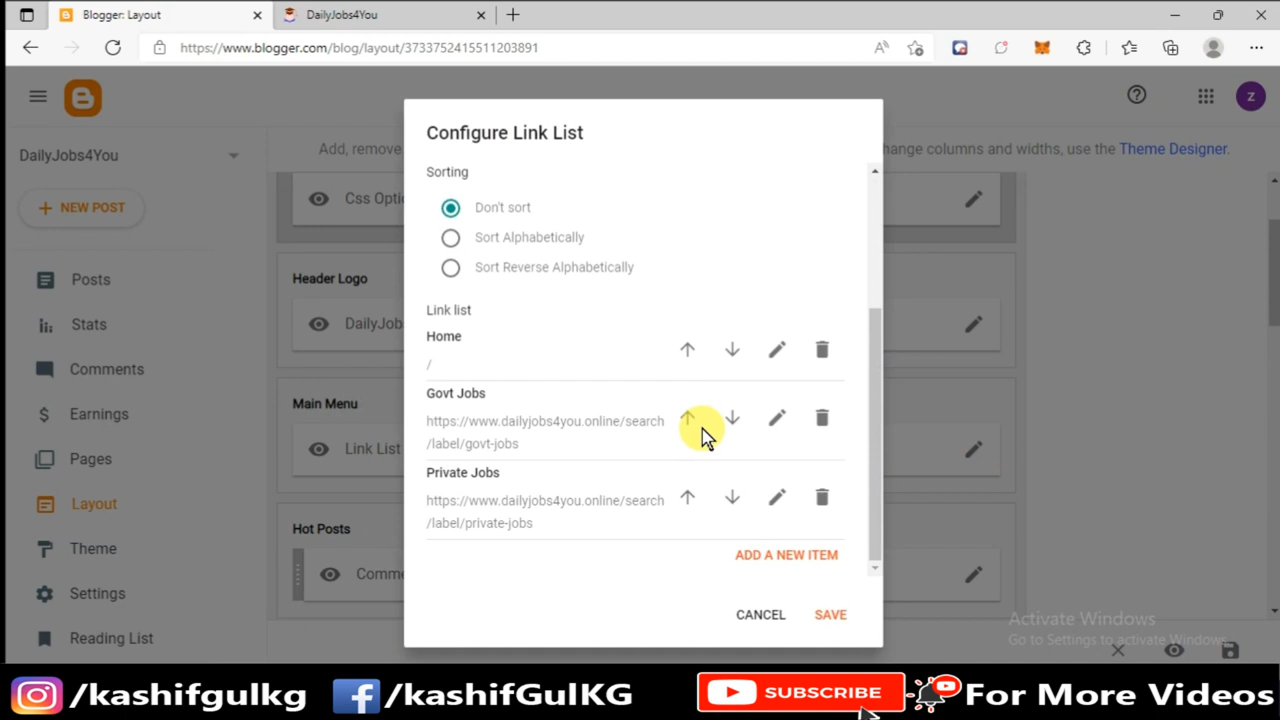 Blogger: Layout
DailyJobs4You
https://www.blogger.com/blog/layout/3733752415511203891
DailyJobs4You
Add, remove
hange columns and widths, use the Theme Designer.
NEW POST
Posts
Stats
Comments
Earnings
Pages
Layout
Theme
Settings
Reading List
Css Optio
Header Logo
DailyJob
Main Menu
Link List
Hot Posts
Comme
Configure Link List
Sorting
Don't sort
Sort Alphabetically
Sort Reverse Alphabetically
Link list
Home
/
Govt Jobs
https://www.dailyjobs4you.online/search
/label/govt-jobs
Private Jobs
https://www.dailyjobs4you.online/search
/label/private-jobs
ADD A NEW ITEM
CANCEL
SAVE
Z
Activate Windows
Go to Settings to activate Windows.
/kashifgulkg
/kashifGulKG
SUBSCRIBE
For More Videos